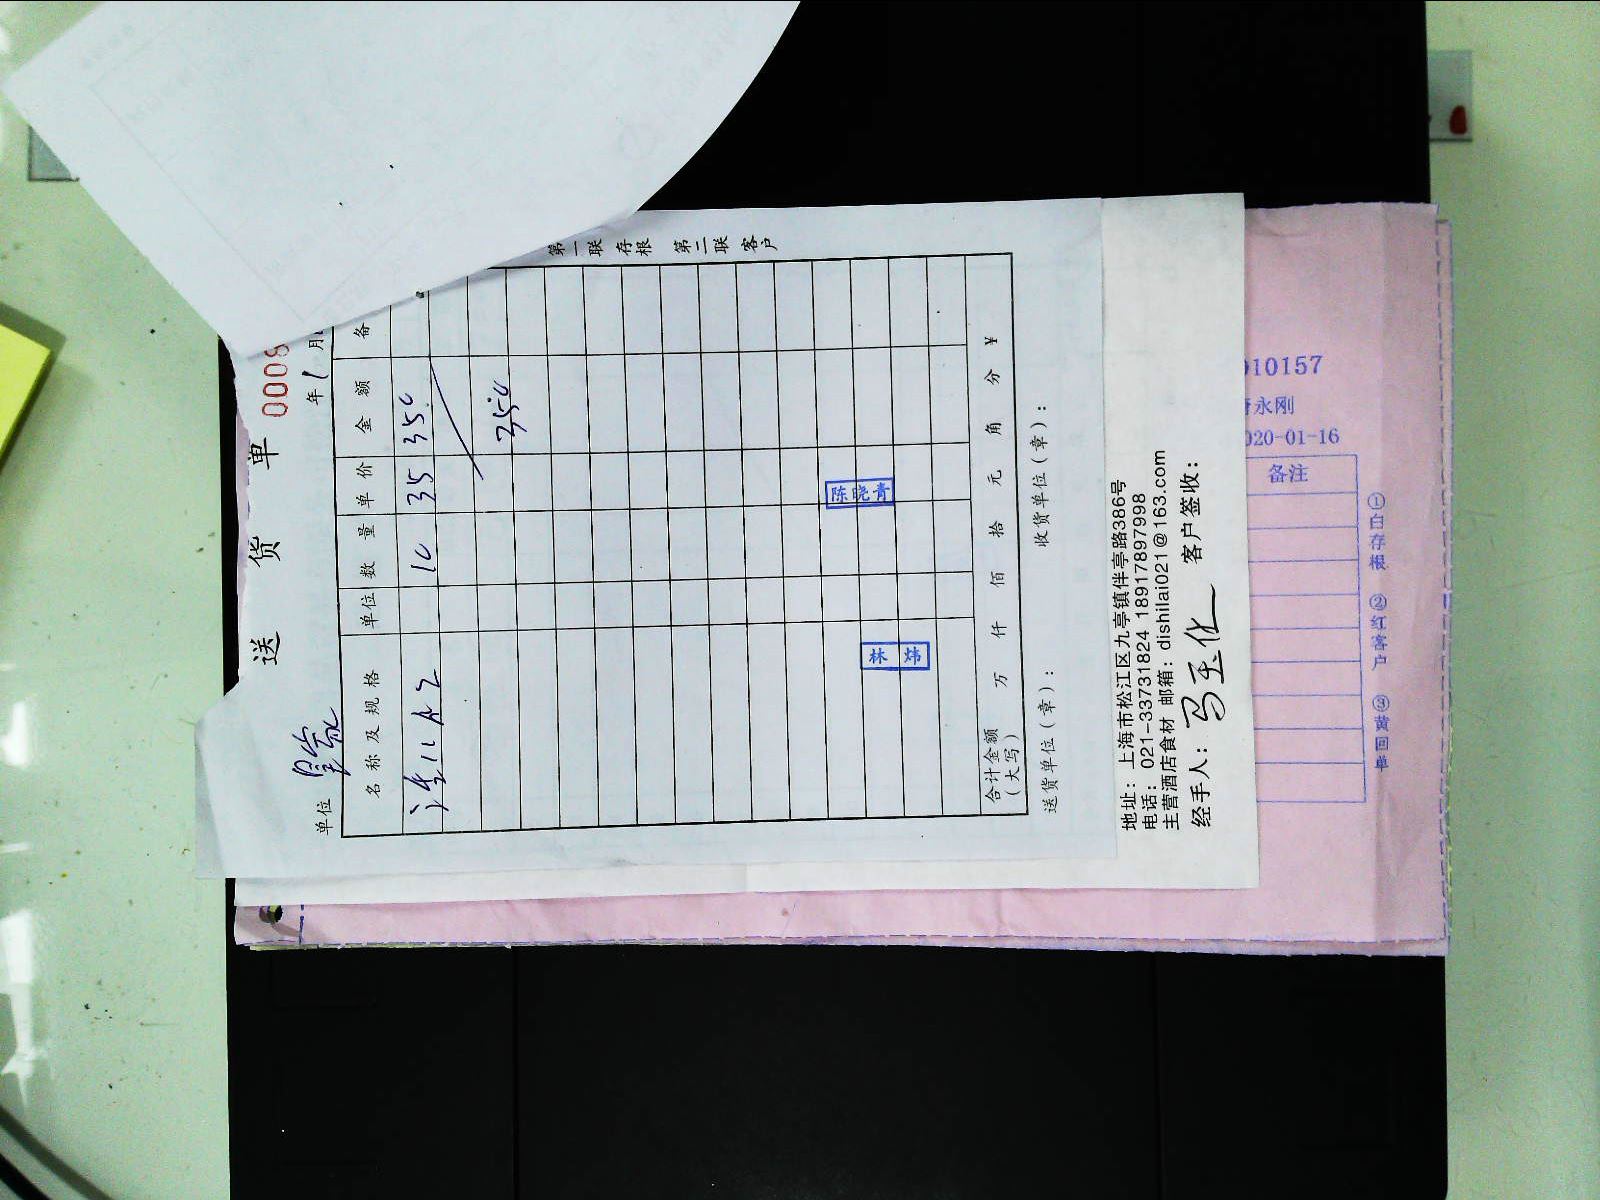 送 货 单 0008
单位 年 1 月
名称及规格 单位 数量 单价 金额 备
10 35 350
350
陈晓青
林炜
合计金额(大写) 万 仟 佰 拾 元 角 分 ¥
送货单位(章): 收货单位(章):
第一联 存根 第二联 客户
地址: 上海市松江区九亭镇伴亭路386号
电话: 021-33731824 18917897998
主营酒店食材 邮箱: dishilai021@163.com
经手人: 客户签收:
010157
永刚
020-01-16
备注
①白存根 ②红客户 ③黄回单